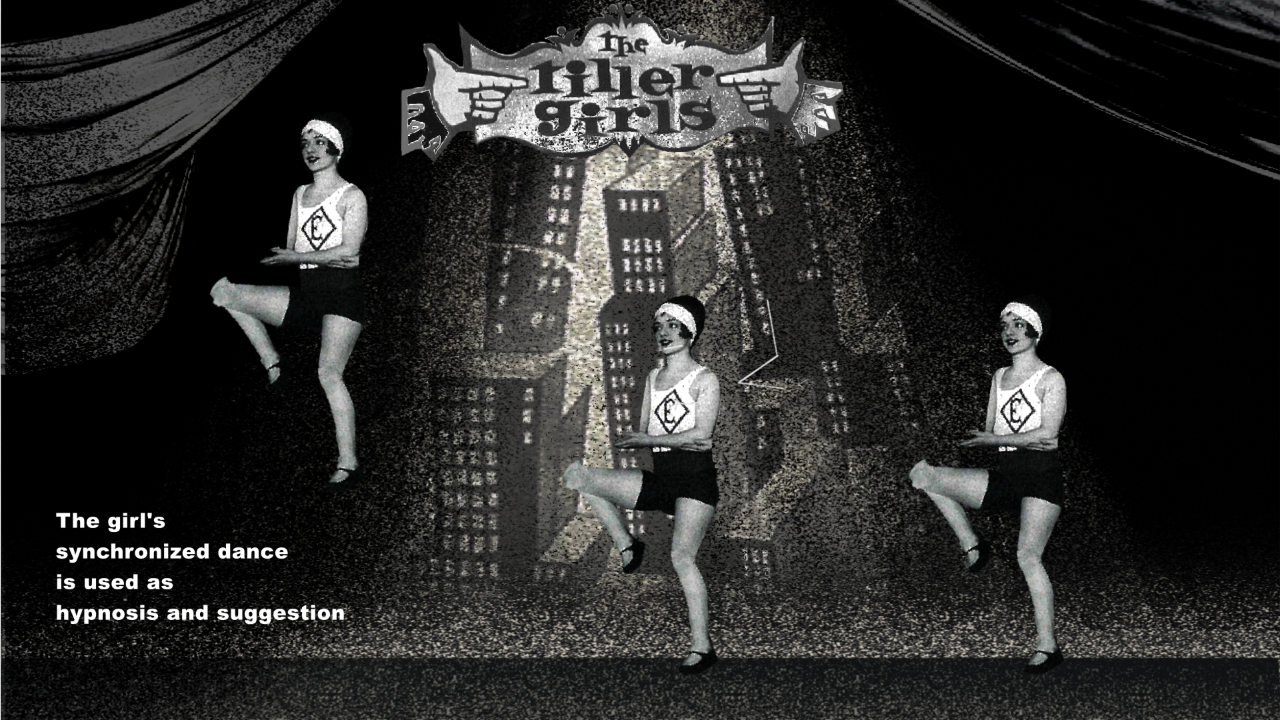 the
tiller
girls
E
E
E
The girl's
synchronized dance
is used as
hypnosis and suggestion